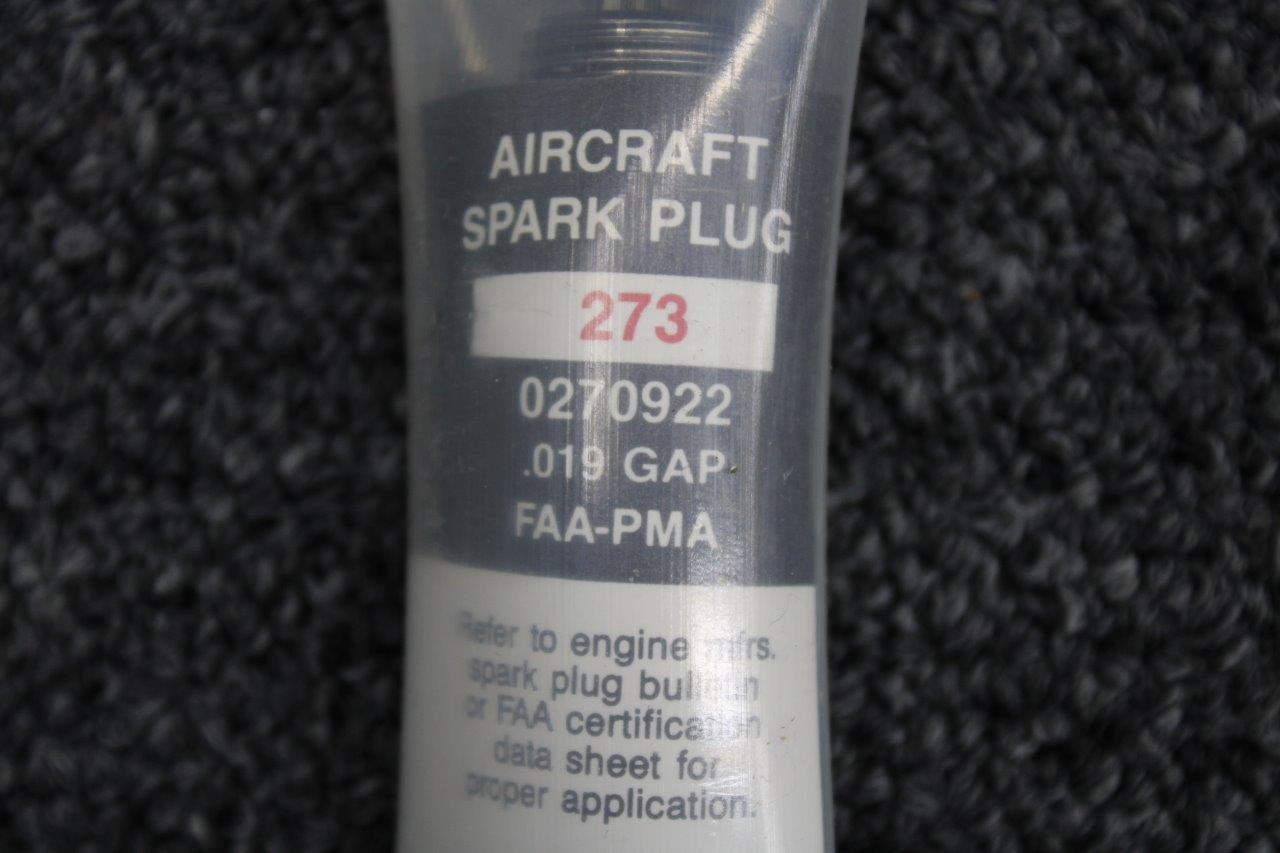 AIRCRAFT
SPARK PLUG
273
0270922
.019 GAP
FAA-PMA
Refer to engine mfrs.
spark plug bulletin
or FAA certification
data sheet for
proper application.